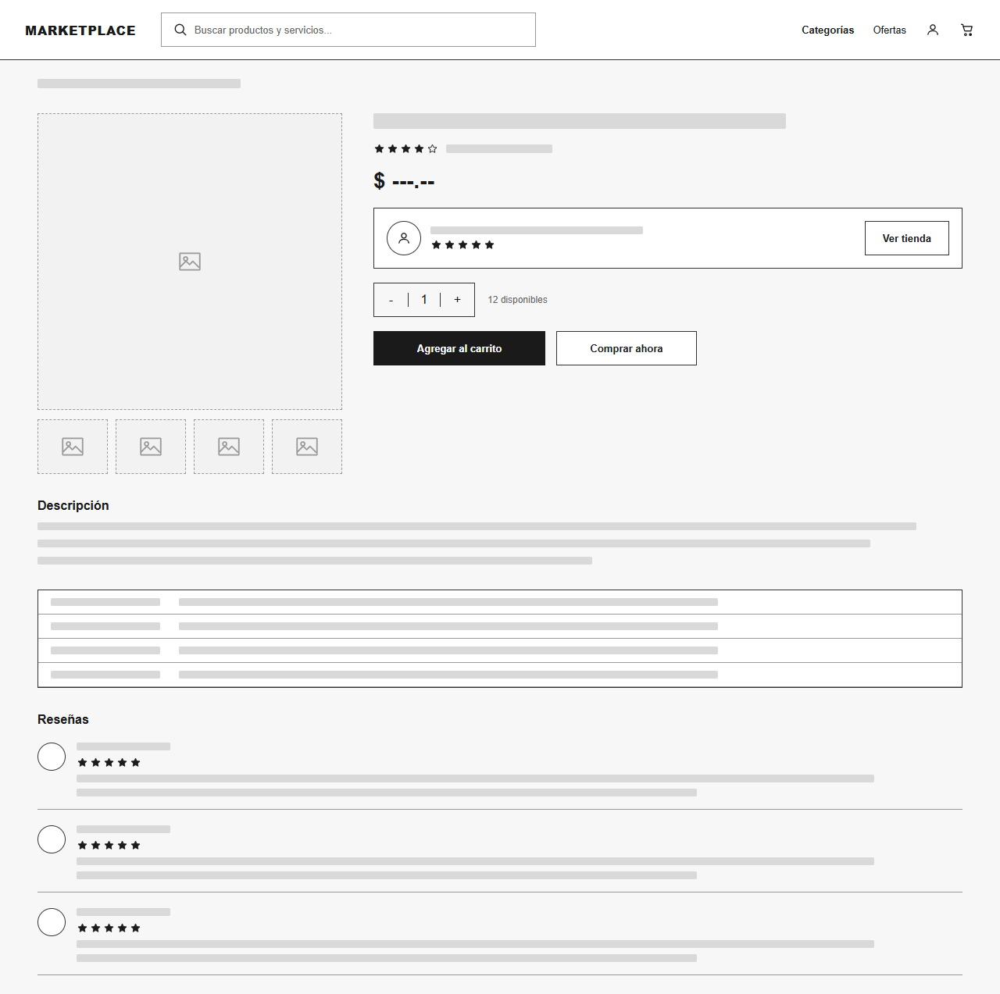 MARKETPLACE
Buscar productos y servicios...
Categorías
Ofertas
$ ---.--
Ver tienda
- 1 +
12 disponibles
Agregar al carrito
Comprar ahora
Descripción
Reseñas